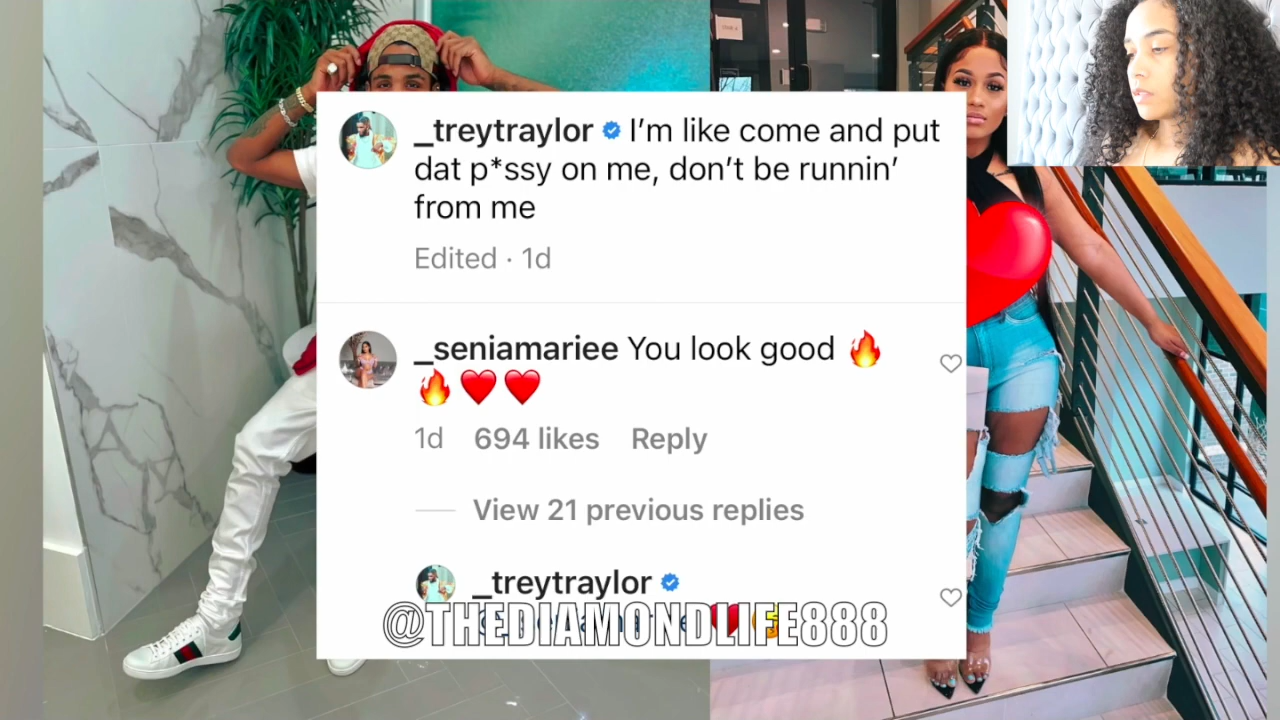 _treytraylor I’m like come and put
dat p*ssy on me, don’t be runnin’
from me
Edited · 1d
_seniamariee You look good 🔥
🔥❤️❤️
1d 694 likes Reply
View 21 previous replies
_treytraylor
@THEDIAMONDLIFE888